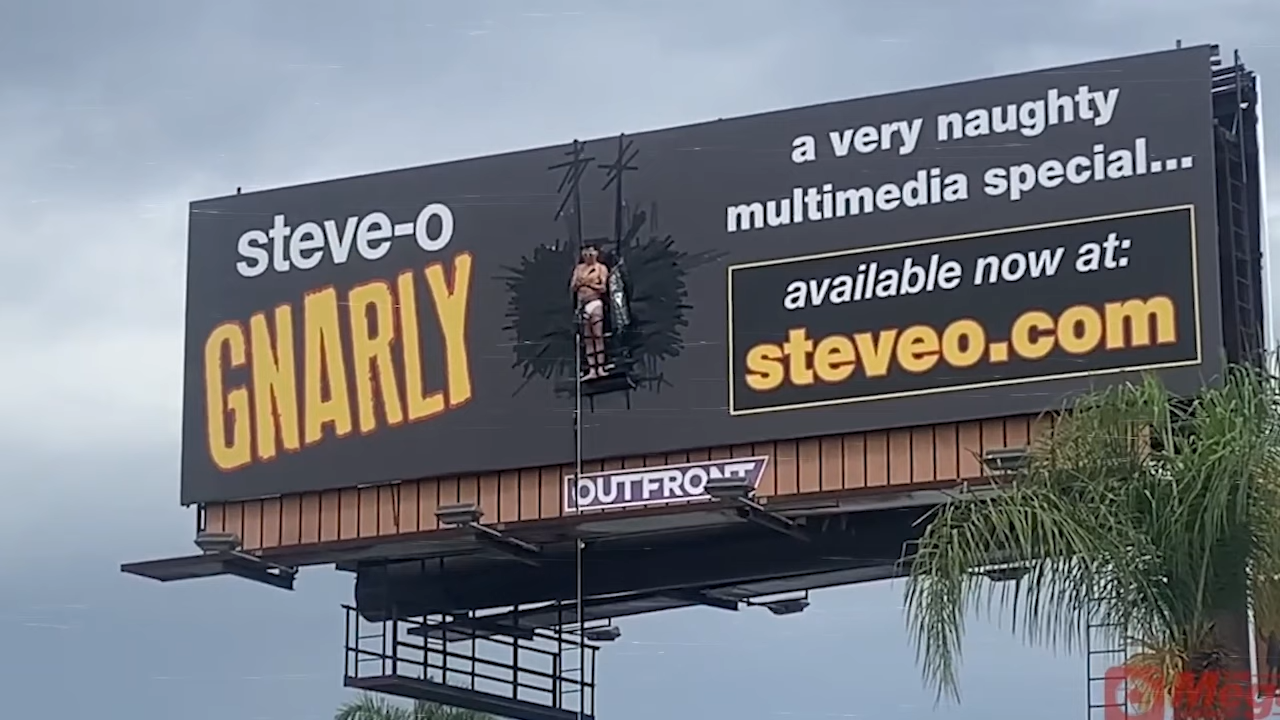 steve-o
GNARLY
a very naughty
multimedia special...
available now at:
steveo.com
OUTFRONT